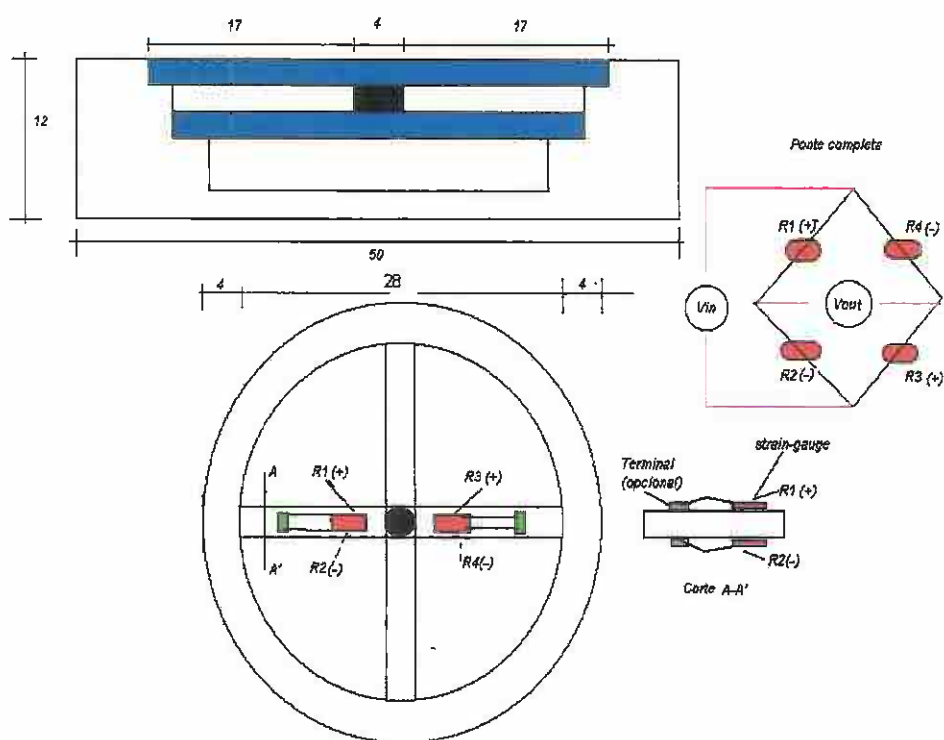 17 4 17
12
50
Ponte completa
R1 (+)
R4 (-)
Vin
Vout
R2 (-)
R3 (+)
4 28 4
A
R1 (+)
R3 (+)
A'
R2 (-)
R4(-)
strain-gauge
Terminal
(opcional)
R1 (+)
R2(-)
Corte A-A'